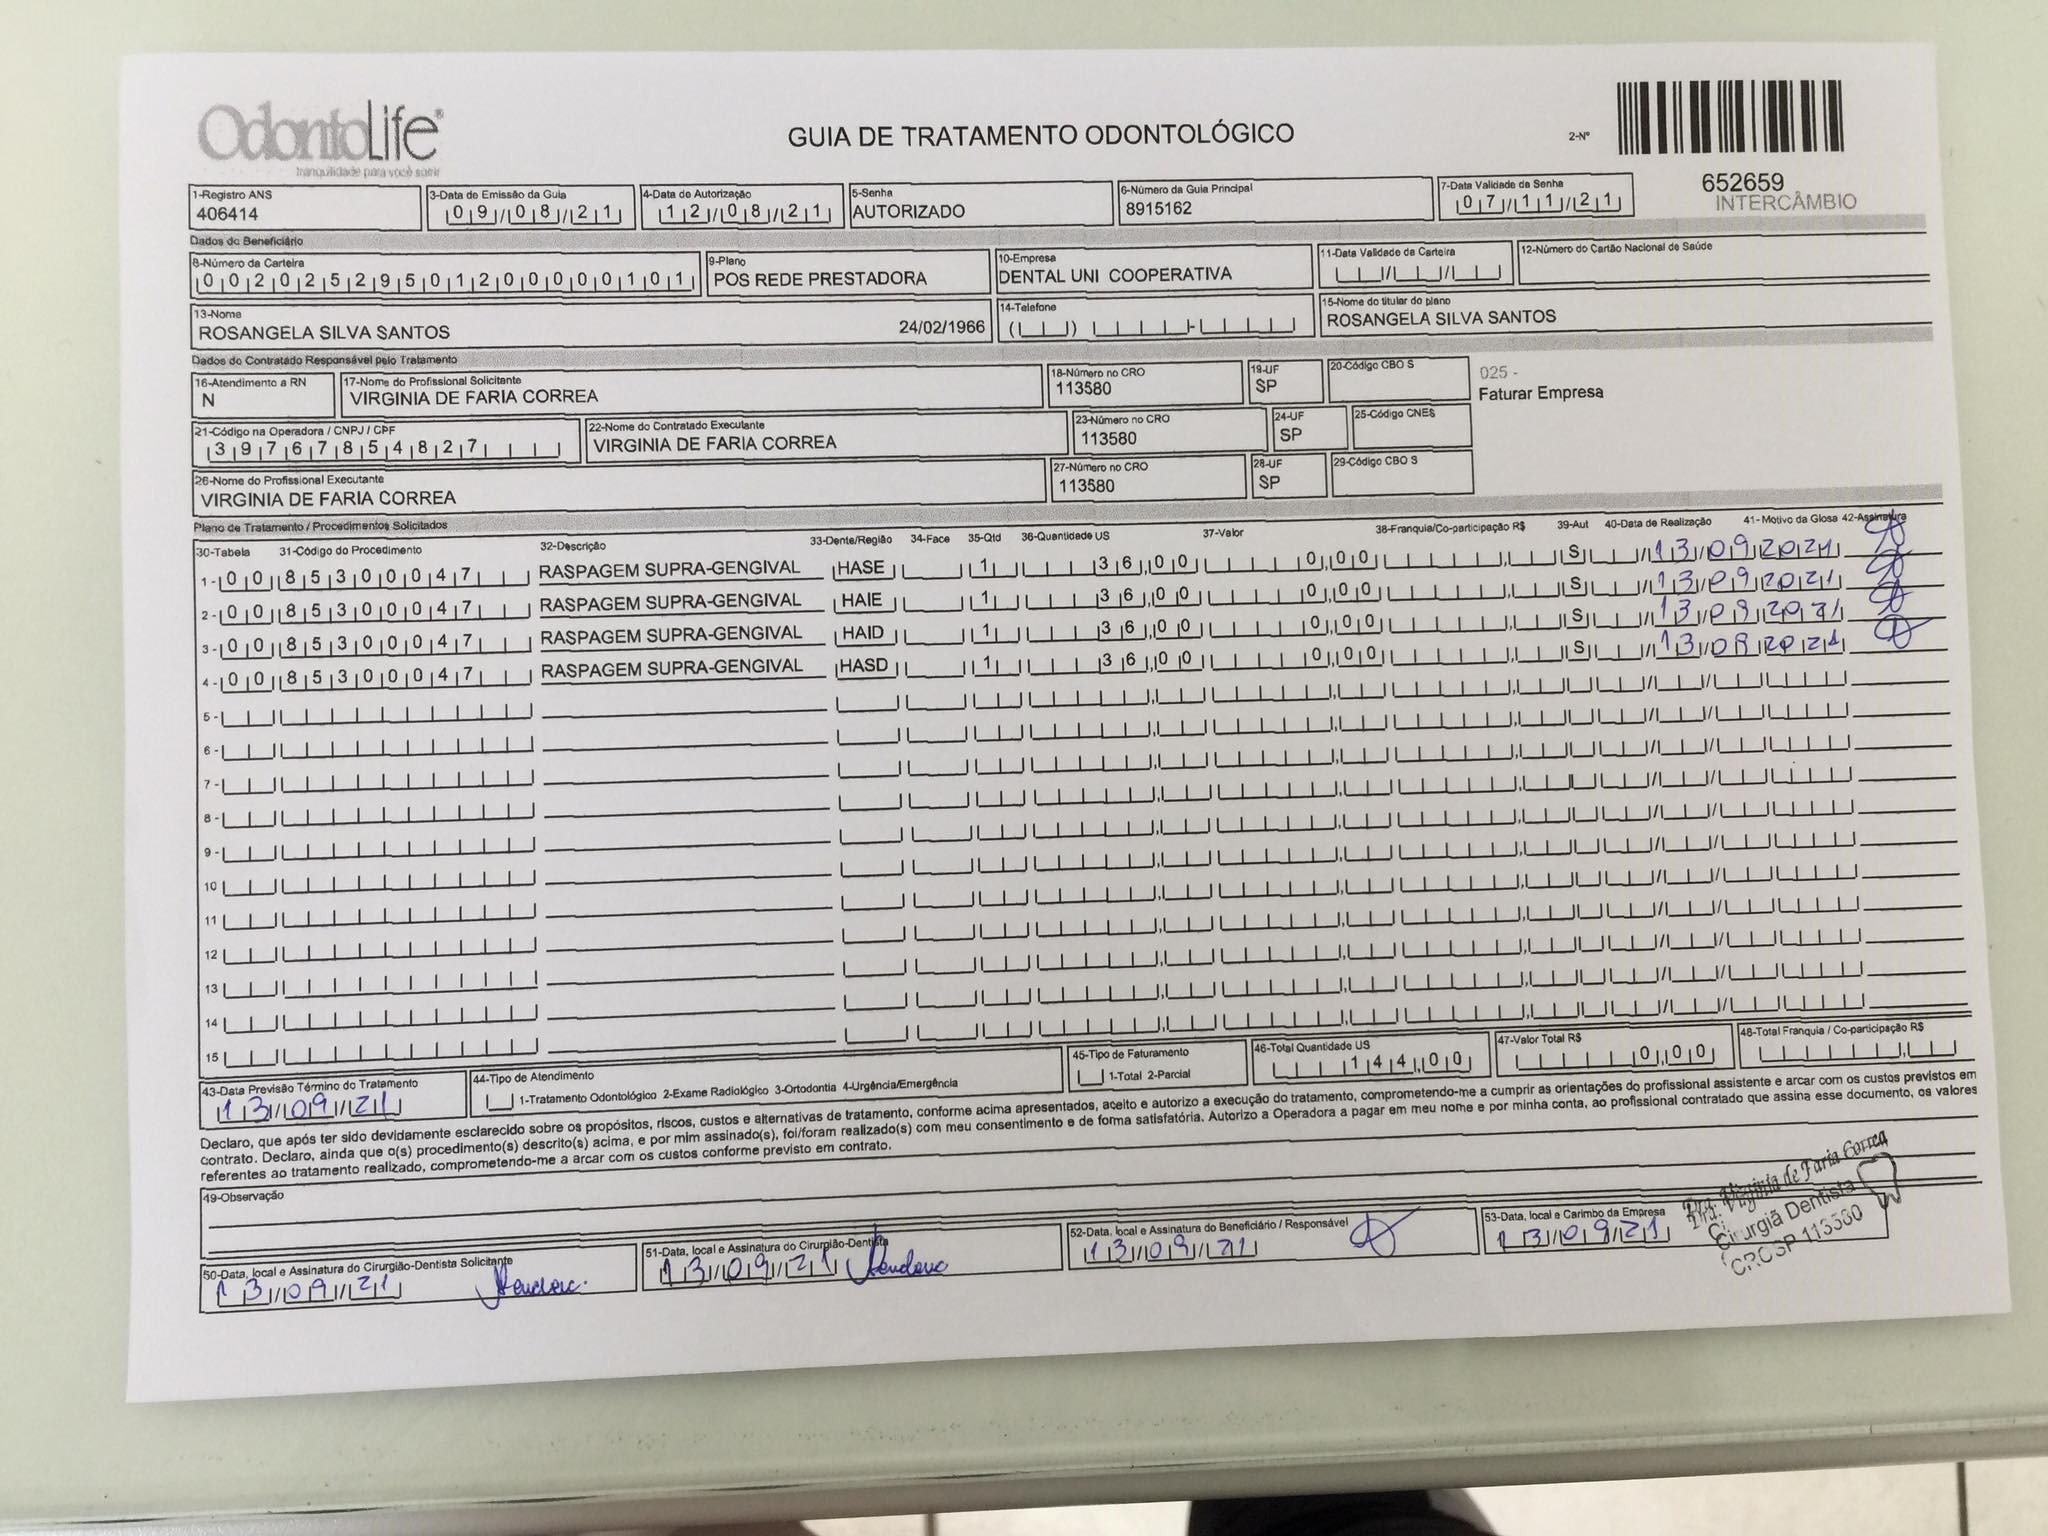 OdontoLife®
tranquilidade para você sorrir
GUIA DE TRATAMENTO ODONTOLÓGICO
2-Nº
652659
INTERCÂMBIO
1-Registro ANS
406414
3-Data de Emissão da Guia
09/08/21
4-Data de Autorização
12/08/21
5-Senha
AUTORIZADO
6-Número da Guia Principal
8915162
7-Data Validade da Senha
07/11/21
Dados do Beneficiário
8-Número da Carteira
00202529501200000101
9-Plano
POS REDE PRESTADORA
10-Empresa
DENTAL UNI COOPERATIVA
11-Data Validade da Carteira
12-Número do Cartão Nacional de Saúde
13-Nome
ROSANGELA SILVA SANTOS 24/02/1966
14-Telefone
15-Nome do titular do plano
ROSANGELA SILVA SANTOS
Dados do Contratado Responsável pelo Tratamento
16-Atendimento a RN
N
17-Nome do Profissional Solicitante
VIRGINIA DE FARIA CORREA
18-Número no CRO
113580
19-UF
SP
20-Código CBO S
025 -
Faturar Empresa
21-Código na Operadora / CNPJ / CPF
39767854827
22-Nome do Contratado Executante
VIRGINIA DE FARIA CORREA
23-Número no CRO
113580
24-UF
SP
25-Código CNES
26-Nome do Profissional Executante
VIRGINIA DE FARIA CORREA
27-Número no CRO
113580
28-UF
SP
29-Código CBO S
Plano de Tratamento / Procedimentos Solicitados
30-Tabela 31-Código do Procedimento 32-Descrição 33-Dente/Região 34-Face 35-Qtd 36-Quantidade US 37-Valor 38-Franquia/Co-participação R$ 39-Aut 40-Data de Realização 41- Motivo da Glosa 42-Assinatura
1- 00 85300047 RASPAGEM SUPRA-GENGIVAL HASE 1 36,00 0,00 S 13/09/2021
2- 00 85300047 RASPAGEM SUPRA-GENGIVAL HAIE 1 36,00 0,00 S 13/09/2021
3- 00 85300047 RASPAGEM SUPRA-GENGIVAL HAID 1 36,00 0,00 S 13/09/2021
4- 00 85300047 RASPAGEM SUPRA-GENGIVAL HASD 1 36,00 0,00 S 13/09/2021
5-
6-
7-
8-
9-
10
11
12
13
14
15
43-Data Previsão Término do Tratamento
13/09/21
44-Tipo de Atendimento
1-Tratamento Odontológico 2-Exame Radiológico 3-Ortodontia 4-Urgência/Emergência
45-Tipo de Faturamento
1-Total 2-Parcial
46-Total Quantidade US
144,00
47-Valor Total R$
0,00
48-Total Franquia / Co-participação R$
Declaro, que após ter sido devidamente esclarecido sobre os propósitos, riscos, custos e alternativas de tratamento, conforme acima apresentados, aceito e autorizo a execução do tratamento, comprometendo-me a cumprir as orientações do profissional assistente e arcar com os custos previstos em
contrato. Declaro, ainda que o(s) procedimento(s) descrito(s) acima, e por mim assinado(s), foi/foram realizado(s) com meu consentimento e de forma satisfatória. Autorizo a Operadora a pagar em meu nome e por minha conta, ao profissional contratado que assina esse documento, os valores
referentes ao tratamento realizado, comprometendo-me a arcar com os custos conforme previsto em contrato.
49-Observação
50-Data, local e Assinatura do Cirurgião-Dentista Solicitante
13/09/21
51-Data, local e Assinatura do Cirurgião-Dentista
13/09/21
52-Data, local e Assinatura do Beneficiário / Responsável
13/09/21
53-Data, local e Carimbo da Empresa
13/09/21
Dra. Virginia de Faria Correa
Cirurgiã Dentista
CROSP 113580